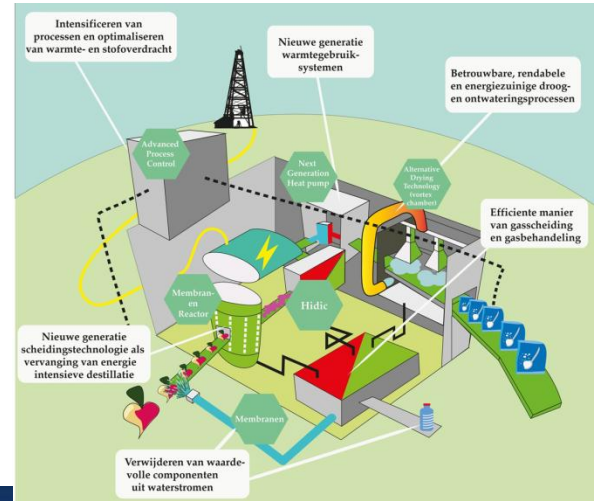 Intensificeren van
processen en optimaliseren
van warmte- en stofoverdracht
Nieuwe generatie
warmtegebruik-
systemen
Betrouwbare, rendabele
en energiezuinige droog-
en ontwateringsprocessen
Advanced
Process
Control
Next
Generation
Heat pump
Alternative
Drying
Technology
(vortex
chamber)
Efficiente manier
van gasscheiding
en gasbehandeling
Membran-
en
Reactor
Hidic
Nieuwe generatie
scheidingstechnologie als
vervanging van energie
intensieve destillatie
Membranen
Verwijderen van waarde-
volle componenten
uit waterstromen